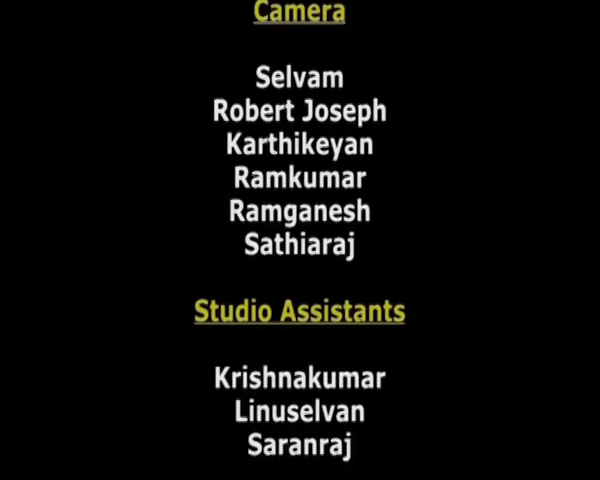 Camera
Selvam
Robert Joseph
Karthikeyan
Ramkumar
Ramganesh
Sathiaraj
Studio Assistants
Krishnakumar
Linuselvan
Saranraj